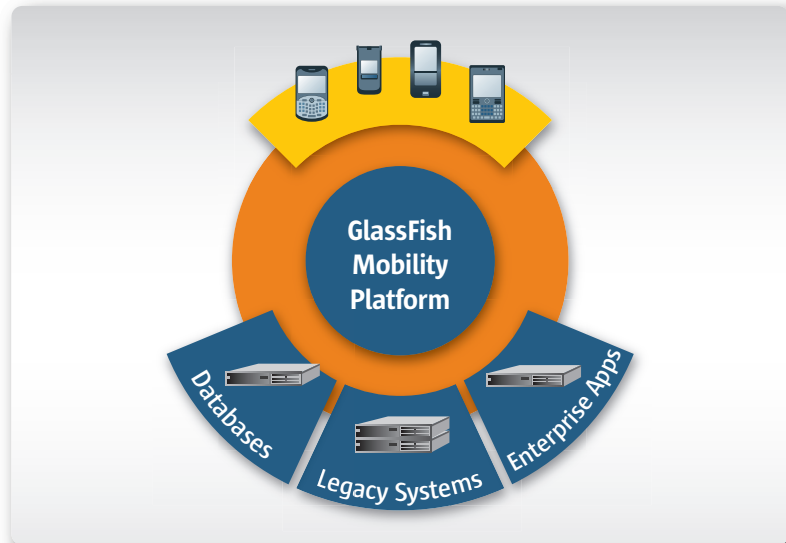 GlassFish
Mobility
Platform
Databases
Legacy Systems
Enterprise Apps